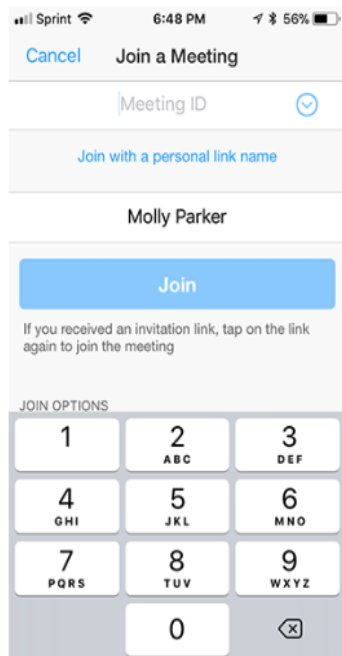 Sprint 6:48 PM 56%
Cancel Join a Meeting
Meeting ID
Join with a personal link name
Molly Parker
Join
If you received an invitation link, tap on the link
again to join the meeting
JOIN OPTIONS
1 2 3
ABC DEF
4 5 6
GHI JKL MNO
7 8 9
PQRS TUV WXYZ
0